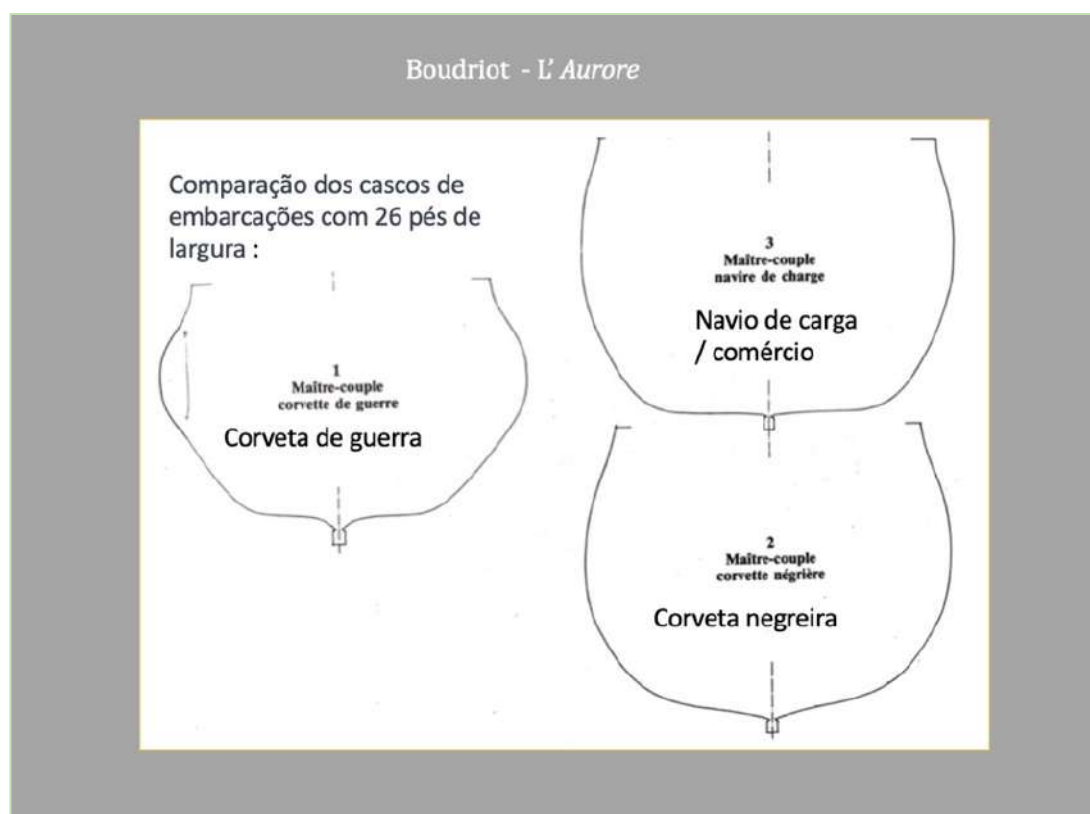 Boudriot - L' Aurore
Comparação dos cascos de
embarcações com 26 pés de
largura :
1
Maître-couple
corvette de guerre
Corveta de guerra
3
Maître-couple
navire de charge
Navio de carga
/ comércio
2
Maître-couple
corvette négrière
Corveta negreira